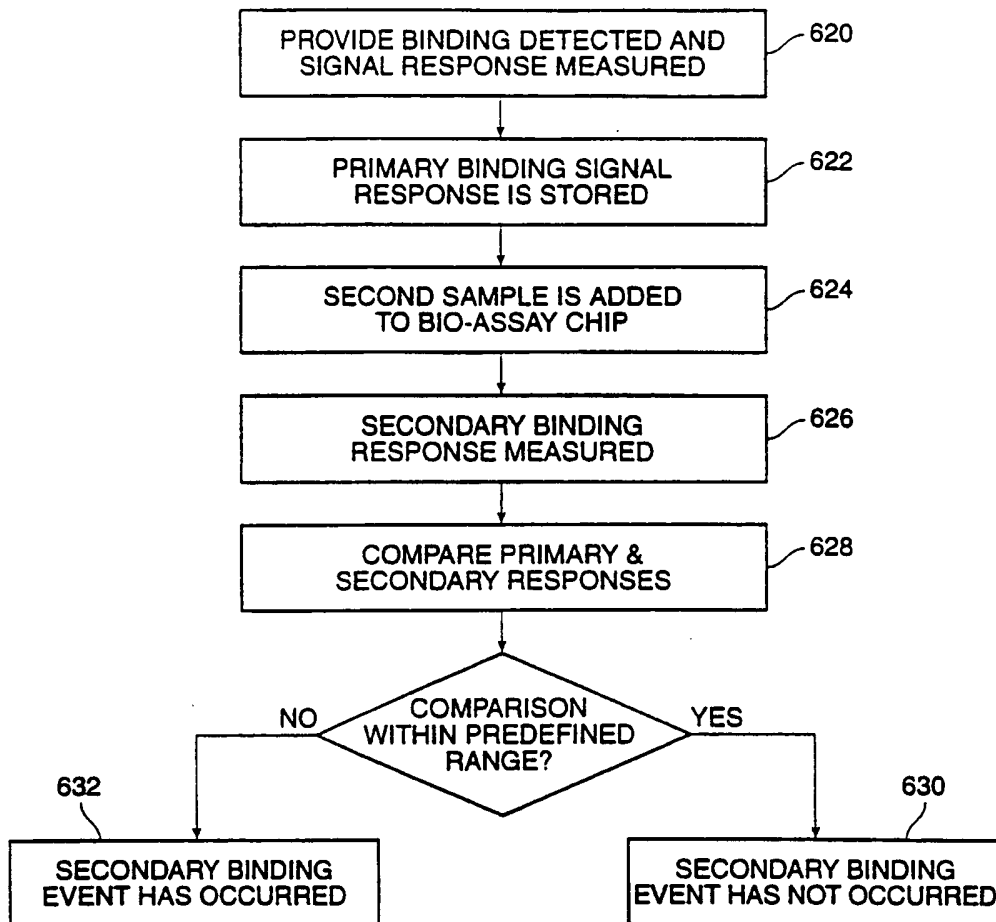 PROVIDE BINDING DETECTED AND
SIGNAL RESPONSE MEASURED
620
PRIMARY BINDING SIGNAL
RESPONSE IS STORED
622
SECOND SAMPLE IS ADDED
TO BIO-ASSAY CHIP
624
SECONDARY BINDING
RESPONSE MEASURED
626
COMPARE PRIMARY &
SECONDARY RESPONSES
628
COMPARISON
WITHIN PREDEFINED
RANGE?
NO
YES
632
SECONDARY BINDING
EVENT HAS OCCURRED
630
SECONDARY BINDING
EVENT HAS NOT OCCURRED